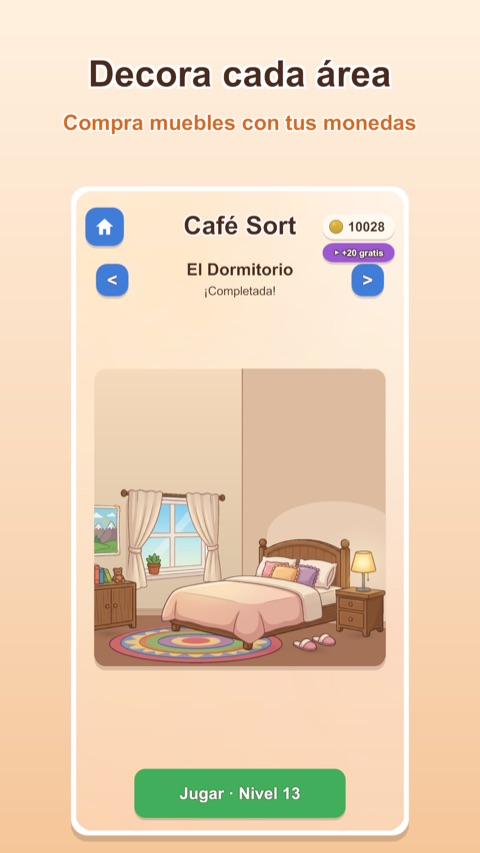 Decora cada área
Compra muebles con tus monedas
Café Sort
10028
+20 gratis
<
El Dormitorio
¡Completada!
>
Jugar · Nivel 13